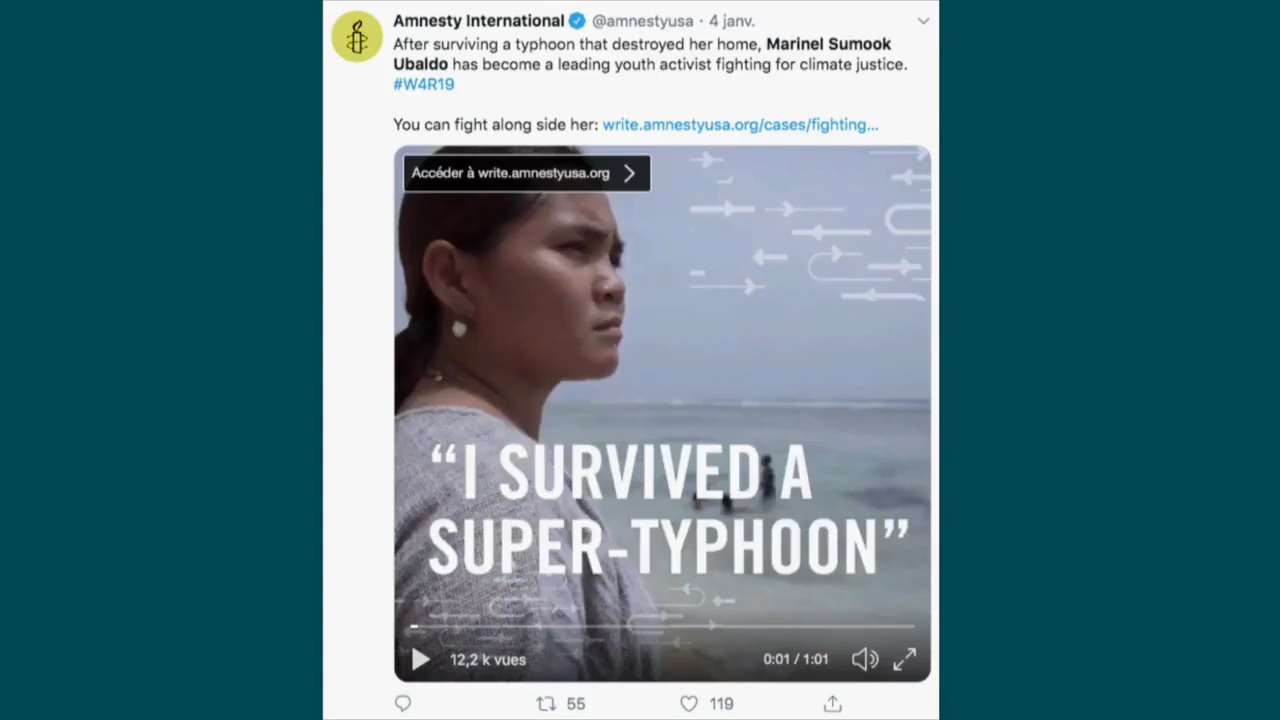 Amnesty International @amnestyusa · 4 janv.
After surviving a typhoon that destroyed her home, Marinel Sumook
Ubaldo has become a leading youth activist fighting for climate justice.
#W4R19
You can fight along side her: write.amnestyusa.org/cases/fighting...
Accéder à write.amnestyusa.org
“I SURVIVED A
SUPER-TYPHOON”
12,2 k vues
0:01 / 1:01
55
119